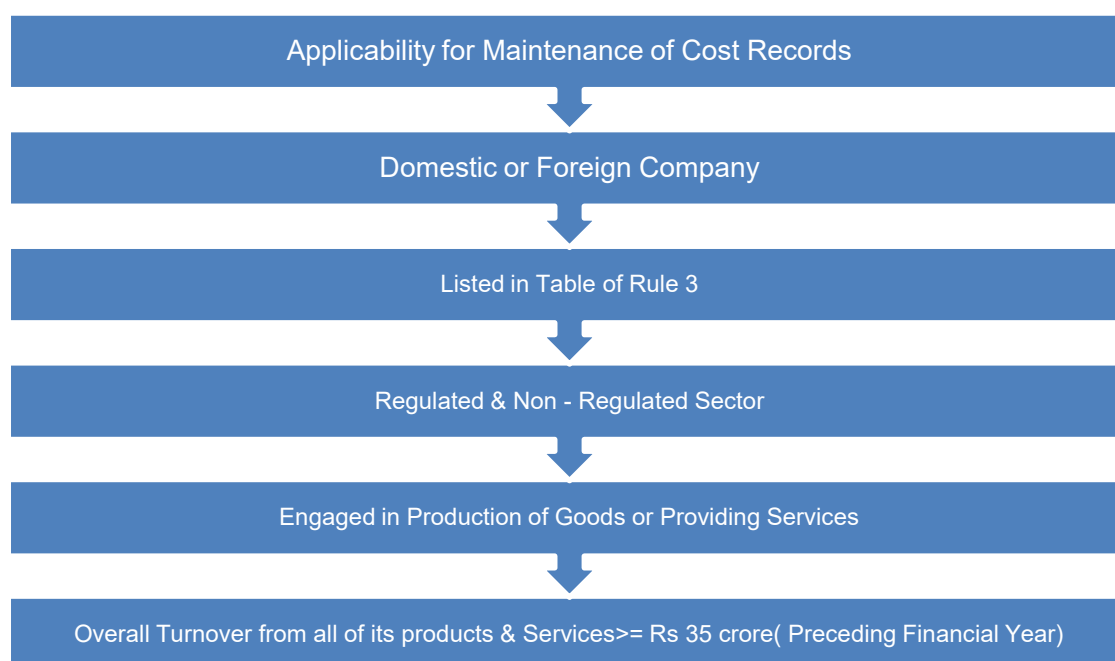 Applicability for Maintenance of Cost Records
Domestic or Foreign Company
Listed in Table of Rule 3
Regulated & Non - Regulated Sector
Engaged in Production of Goods or Providing Services
Overall Turnover from all of its products & Services>= Rs 35 crore( Preceding Financial Year)